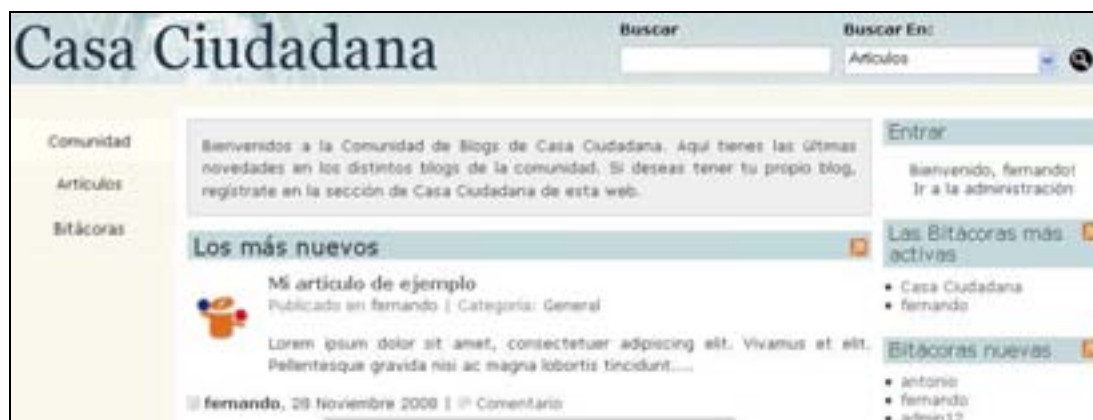 Casa Ciudadana
Buscar
Buscar En:
Artículos
Comunidad
Artículos
Bitácoras
Bienvenidos a la Comunidad de Blogs de Casa Ciudadana. Aquí tienes las últimas
novedades en los distintos blogs de la comunidad. Si deseas tener tu propio blog,
regístrate en la sección de Casa Ciudadana de esta web.
Los más nuevos
Mi artículo de ejemplo
Publicado en fernando | Categoría: General
Lorem ipsum dolor sit amet, consectetuer adipiscing elit. Vivamus et elit.
Pellentesque gravida nisi ac magna lobortis tincidunt....
fernando, 28 Noviembre 2008 | Comentario
Entrar
Bienvenido, fernando!
Ir a la administración
Las Bitácoras más
activas
Casa Ciudadana
fernando
Bitácoras nuevas
antonio
fernando
admin12